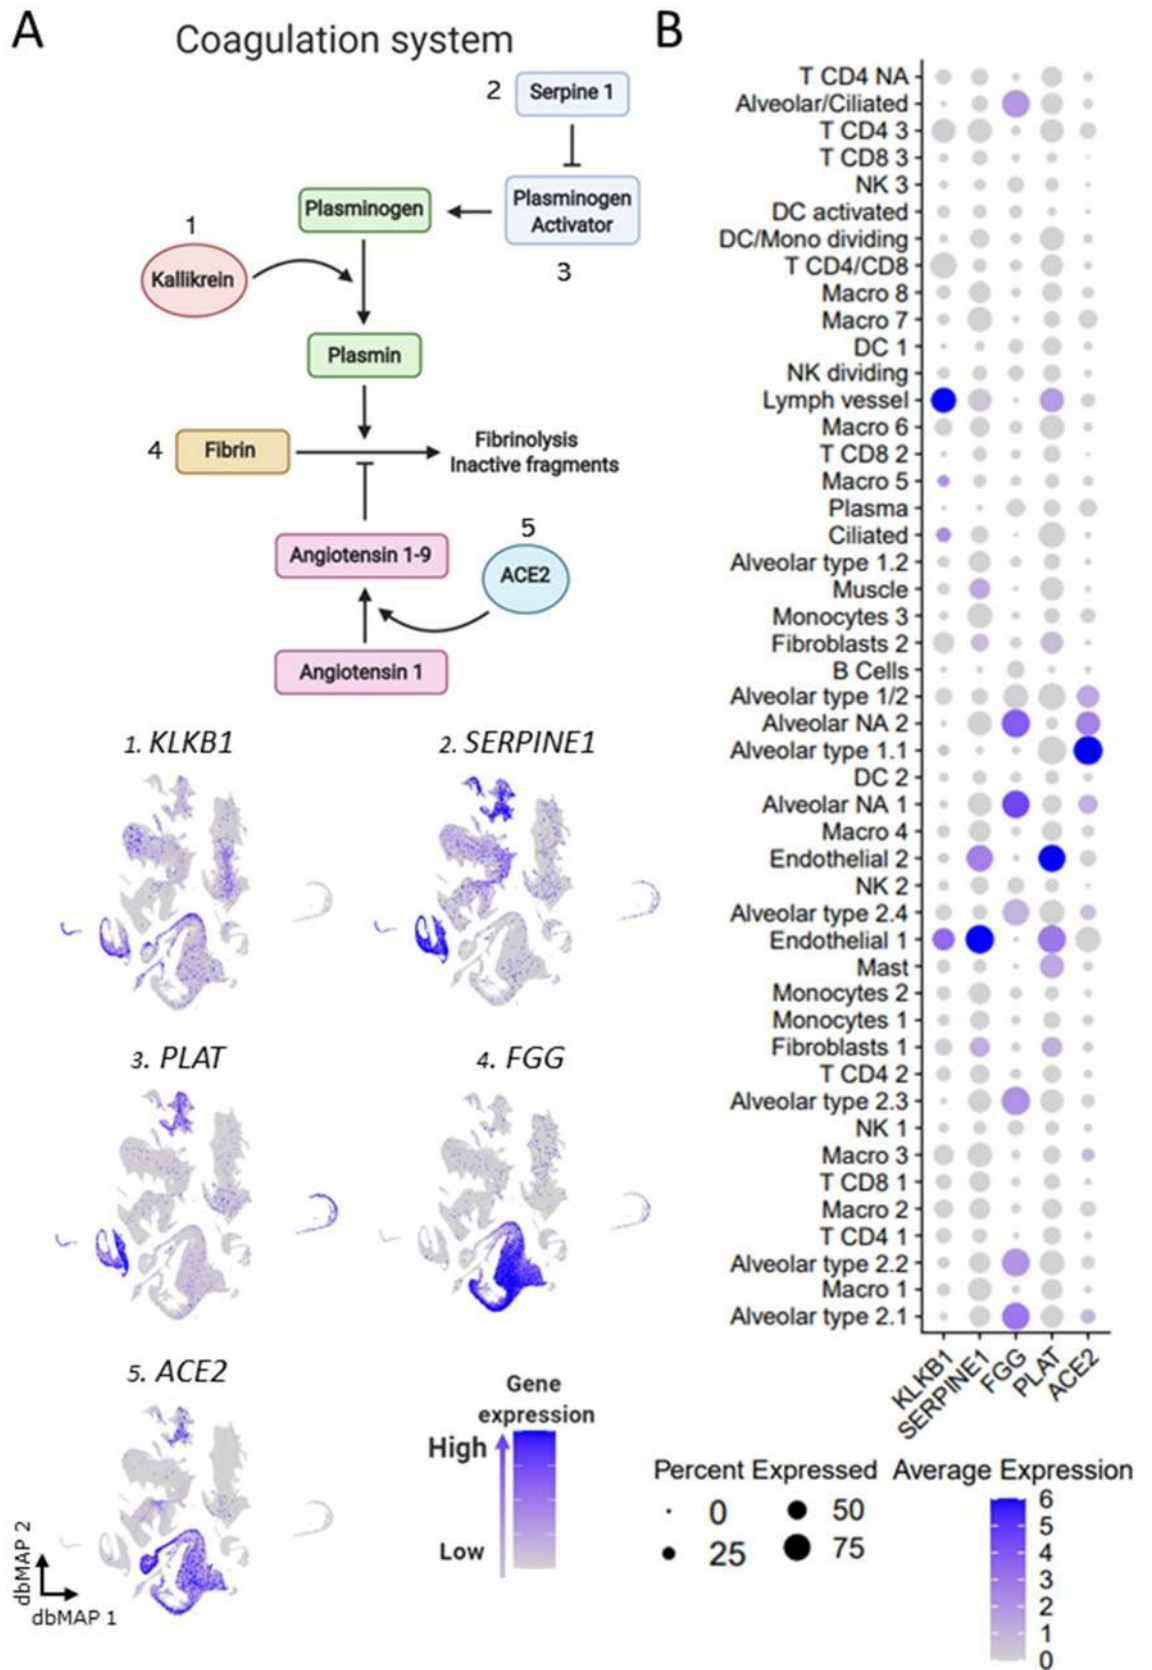 A
Coagulation system
2
Serpine 1
Plasminogen
Plasminogen
Activator
3
1
Kallikrein
Plasmin
4
Fibrin
Fibrinolysis
Inactive fragments
Angiotensin 1-9
5
ACE2
Angiotensin 1
1. KLKB1
2. SERPINE1
3. PLAT
4. FGG
5. ACE2
Gene
expression
High
Low
dbMAP 2
dbMAP 1
B
T CD4 NA
Alveolar/Ciliated
T CD4 3
T CD8 3
NK 3
DC activated
DC/Mono dividing
T CD4/CD8
Macro 8
Macro 7
DC 1
NK dividing
Lymph vessel
Macro 6
T CD8 2
Macro 5
Plasma
Ciliated
Alveolar type 1.2
Muscle
Monocytes 3
Fibroblasts 2
B Cells
Alveolar type 1/2
Alveolar NA 2
Alveolar type 1.1
DC 2
Alveolar NA 1
Macro 4
Endothelial 2
NK 2
Alveolar type 2.4
Endothelial 1
Mast
Monocytes 2
Monocytes 1
Fibroblasts 1
T CD4 2
Alveolar type 2.3
NK 1
Macro 3
T CD8 1
Macro 2
T CD4 1
Alveolar type 2.2
Macro 1
Alveolar type 2.1
KLKB1
SERPINE1
FGG
PLAT
ACE2
Percent Expressed
0
25
50
75
Average Expression
6
5
4
3
2
1
0